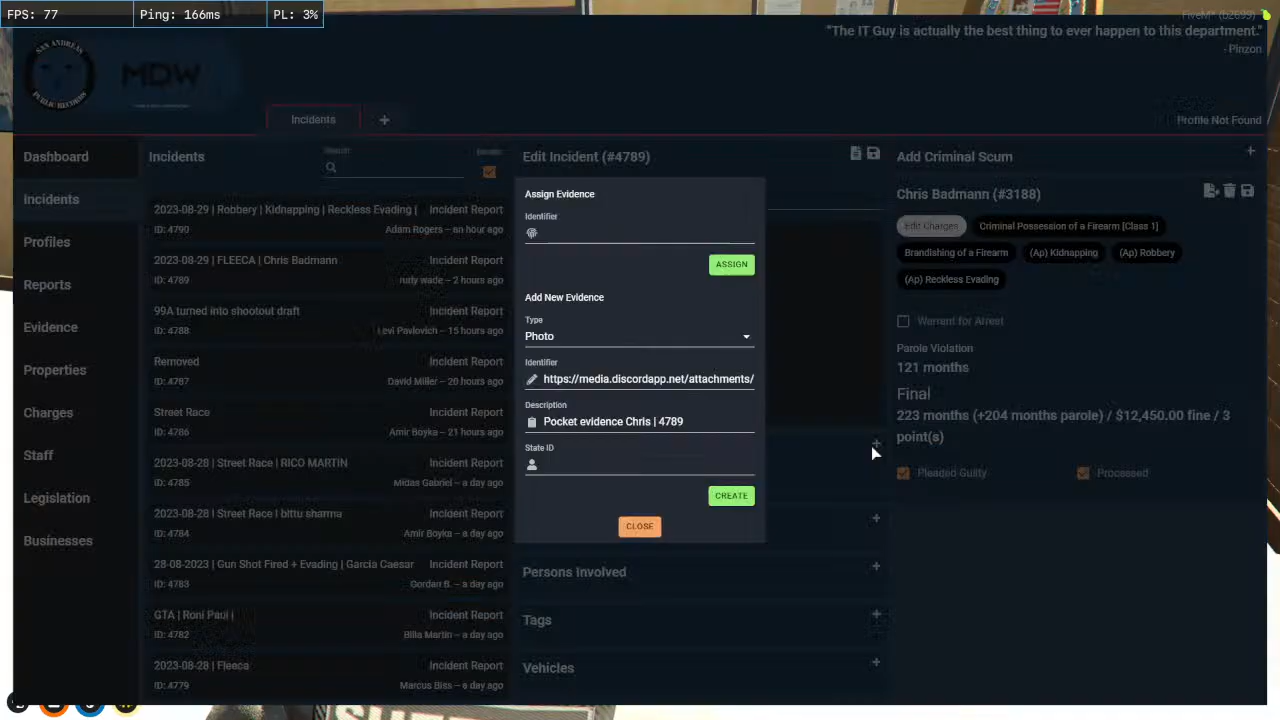 FPS: 77
Ping: 166ms
PL: 3%
FiveM® (b2699)
"The IT Guy is actually the best thing to ever happen to this department."
- Pinzon
SAN ANDREAS
PUBLIC RECORDS
MDW
Incidents
+
Profile Not Found
Dashboard
Incidents
Profiles
Reports
Evidence
Properties
Charges
Staff
Legislation
Businesses
Incidents
2023-08-29 | Robbery | Kidnapping | Reckless Evading |
Incident Report
ID: 4790
Adam Rogers – an hour ago
2023-08-29 | FLEECA | Chris Badmann
Incident Report
ID: 4789
rudy wade – 2 hours ago
99A turned into shootout draft
Incident Report
ID: 4788
Levi Pavlovich – 15 hours ago
Removed
Incident Report
ID: 4787
David Miller – 20 hours ago
Street Race
Incident Report
ID: 4786
Amir Boyka – 21 hours ago
2023-08-28 | Street Race | RICO MARTIN
Incident Report
ID: 4785
Midas Gabriel – a day ago
2023-08-28 | Street Race | bittu sharma
Incident Report
ID: 4784
Amir Boyka – a day ago
28-08-2023 | Gun Shot Fired + Evading | Garcia Caesar
Incident Report
ID: 4783
Gordan B. – a day ago
GTA | Roni Paul |
Incident Report
ID: 4782
Billa Martin – a day ago
2023-08-28 | Fleeca
Incident Report
ID: 4779
Marcus Biss – a day ago
Edit Incident (#4789)
Assign Evidence
Identifier
ASSIGN
Add New Evidence
Type
Photo
Identifier
https://media.discordapp.net/attachments/
Description
Pocket evidence Chris | 4789
State ID
CREATE
CLOSE
Persons Involved
Tags
Vehicles
Add Criminal Scum
Chris Badmann (#3188)
Edit Charges
Criminal Possession of a Firearm [Class 1]
Brandishing of a Firearm
(Ap) Kidnapping
(Ap) Robbery
(Ap) Reckless Evading
Warrant for Arrest
Parole Violation
121 months
Final
223 months (+204 months parole) / $12,450.00 fine / 3
point(s)
Pleaded Guilty
Processed